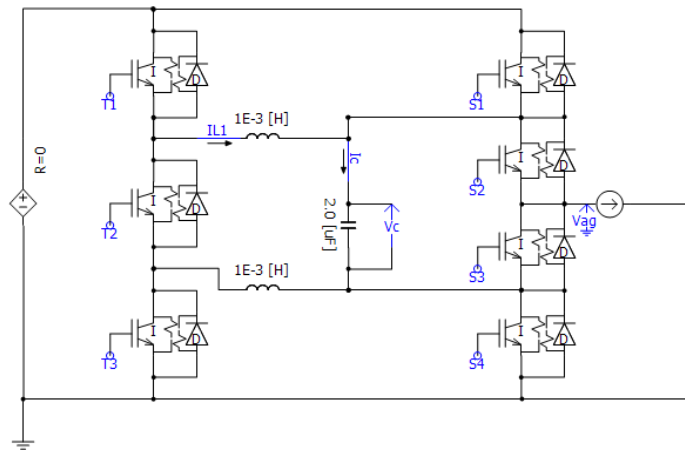 I
D
T1
I
D
S1
1E-3 [H]
IL1
Ic
I
D
S2
R=0
I
D
T2
2.0 [uF]
Vc
Vag
I
D
S3
1E-3 [H]
I
D
T3
I
D
S4